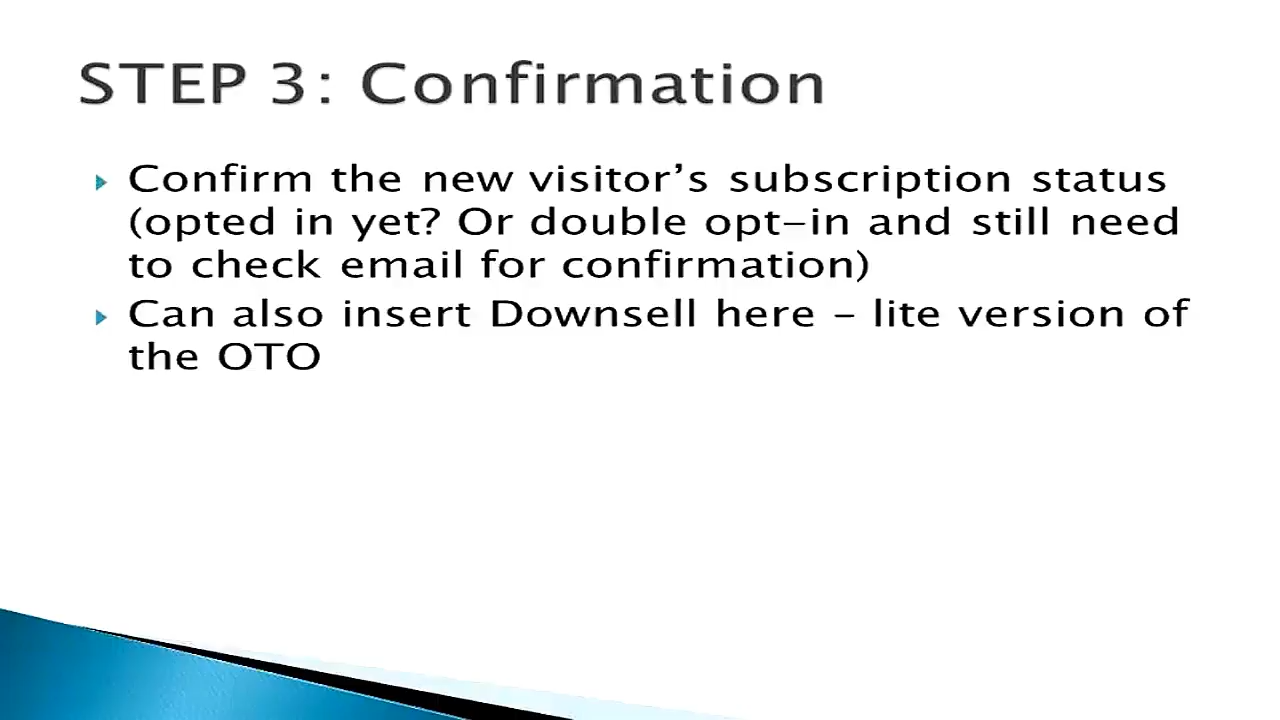 STEP 3: Confirmation
Confirm the new visitor’s subscription status
(opted in yet? Or double opt-in and still need
to check email for confirmation)
Can also insert Downsell here – lite version of
the OTO